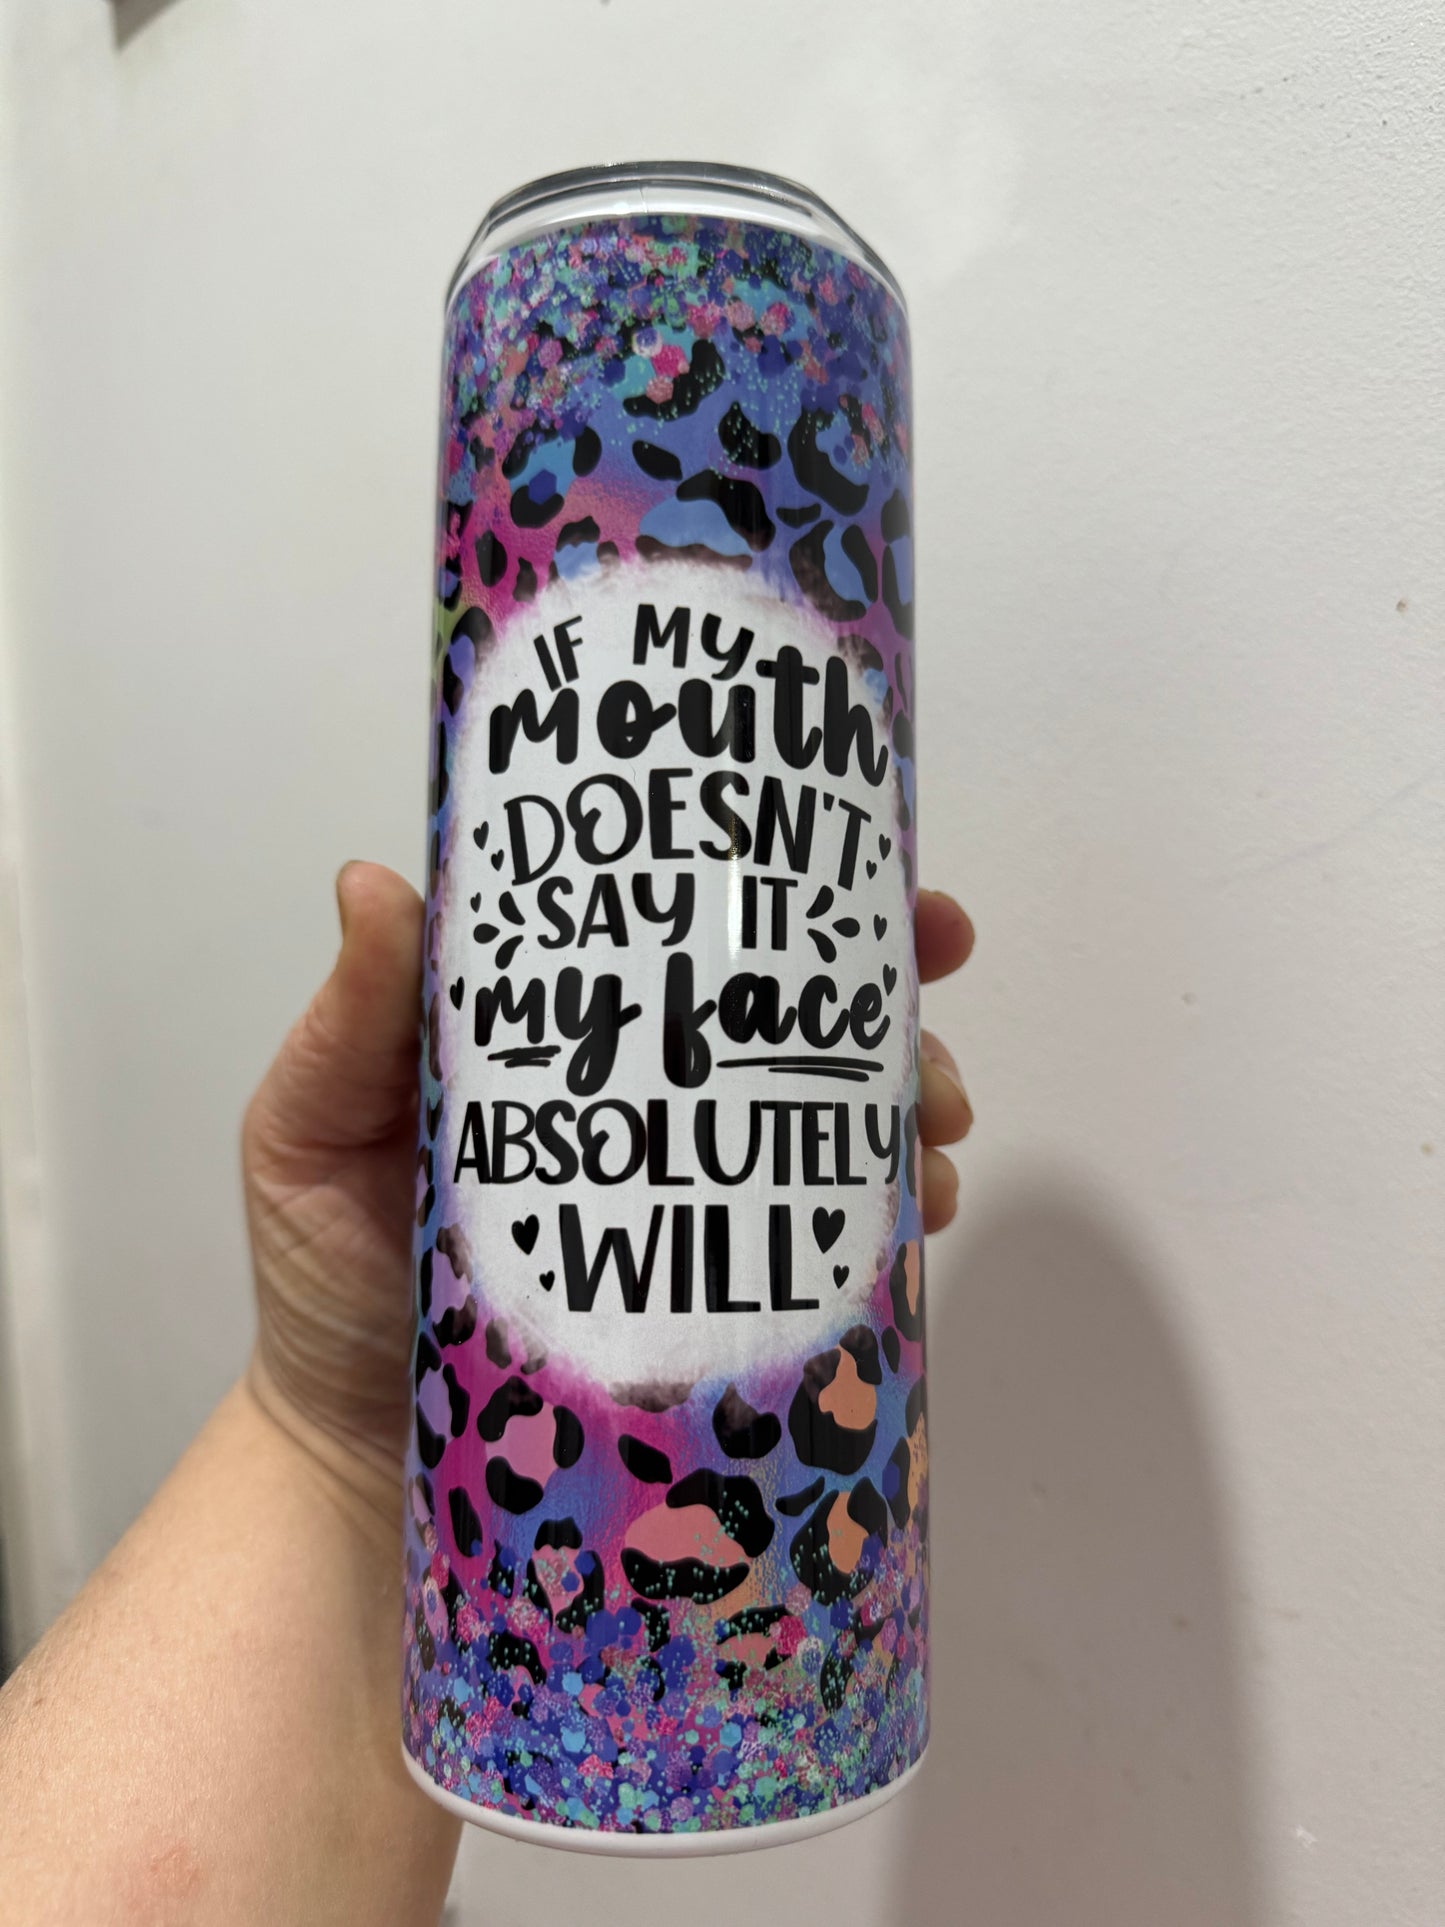 IF MY
mouth
DOESN'T
SAY IT
my face
ABSOLUTELY
WILL